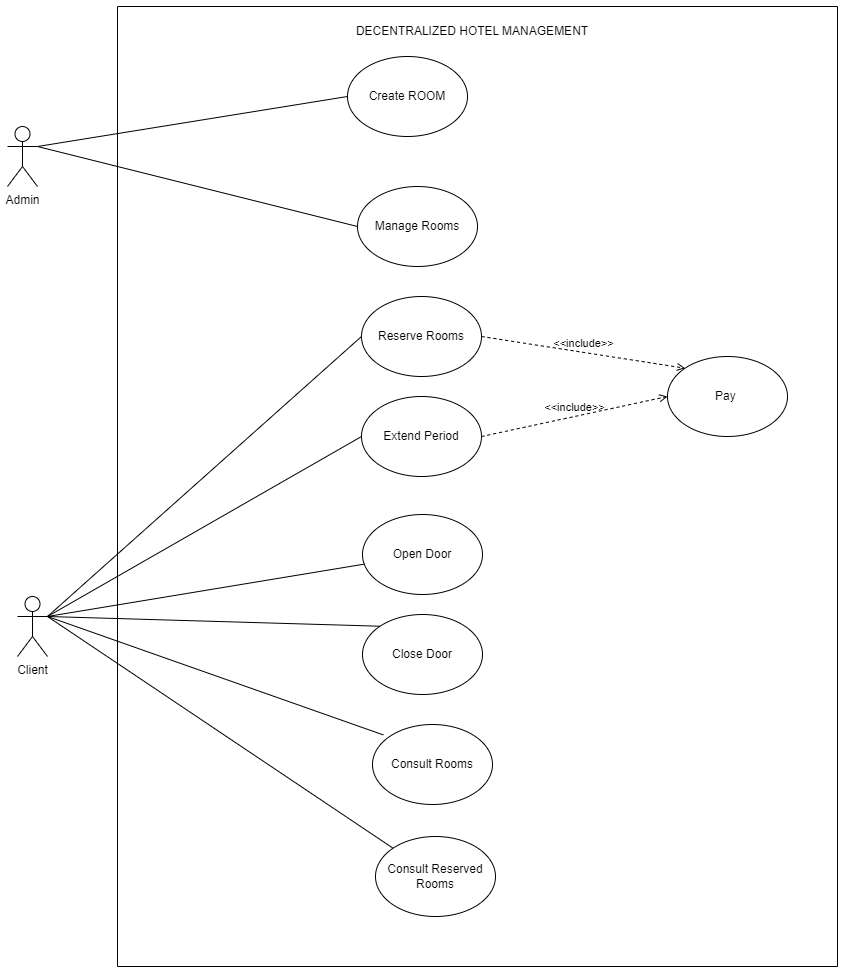 DECENTRALIZED HOTEL MANAGEMENT
Create ROOM
Admin
Manage Rooms
Reserve Rooms
<<include>>
Pay
<<include>>
Extend Period
Open Door
Client
Close Door
Consult Rooms
Consult Reserved
Rooms